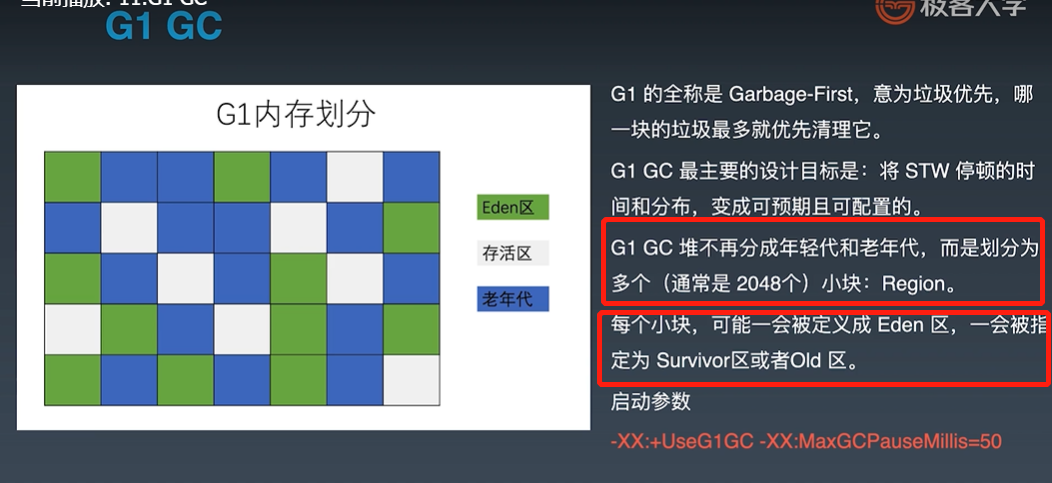 当前播放: 11.G1 GC
极客大学
G1 GC
G1内存划分
Eden区
存活区
老年代
G1 的全称是 Garbage-First，意为垃圾优先，哪
一块的垃圾最多就优先清理它。
G1 GC 最主要的设计目标是：将 STW 停顿的时
间和分布，变成可预期且可配置的。
G1 GC 堆不再分成年轻代和老年代，而是划分为
多个（通常是 2048个）小块：Region。
每个小块，可能一会被定义成 Eden 区，一会被指
定为 Survivor区或者Old 区。
启动参数
-XX:+UseG1GC -XX:MaxGCPauseMillis=50